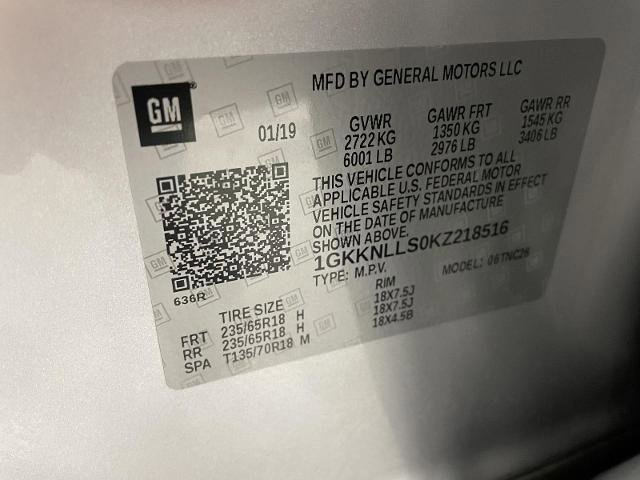 GM
MFD BY GENERAL MOTORS LLC
01/19
GVWR
2722 KG
6001 LB
GAWR FRT
1350 KG
2976 LB
GAWR RR
1545 KG
3406 LB
THIS VEHICLE CONFORMS TO ALL
APPLICABLE U.S. FEDERAL MOTOR
VEHICLE SAFETY STANDARDS IN EFFECT
ON THE DATE OF MANUFACTURE
SHOWN ABOVE.
1GKKNLLS0KZ218516
TYPE: M.P.V.
MODEL: 06TNC26
636R
TIRE SIZE RIM
FRT 235/65R18 H 18X7.5J
RR 235/65R18 H 18X7.5J
SPA T135/70R18 M 18X4.5B